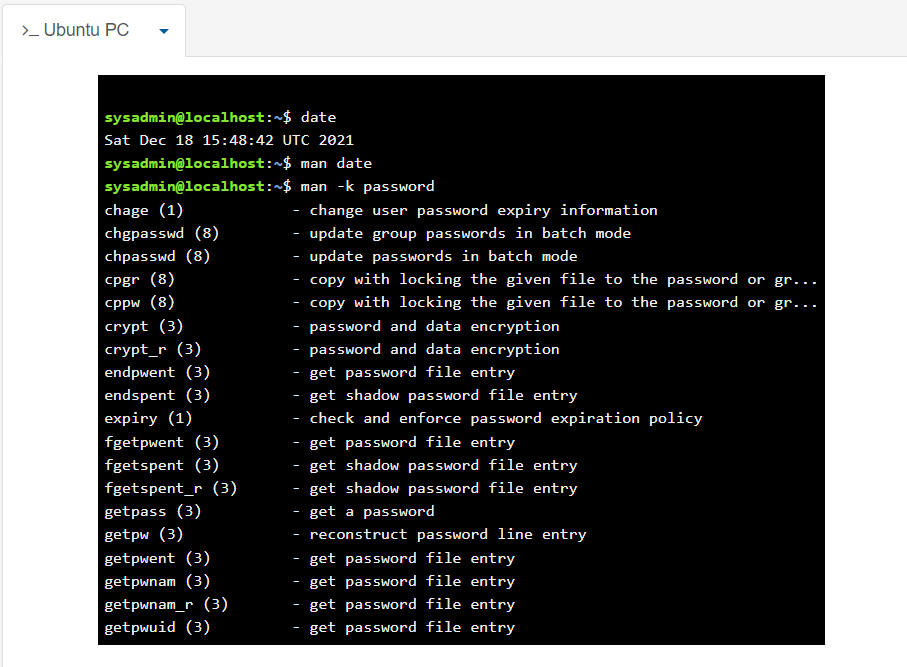 >_ Ubuntu PC
sysadmin@localhost:~$ date
Sat Dec 18 15:48:42 UTC 2021
sysadmin@localhost:~$ man date
sysadmin@localhost:~$ man -k password
chage (1)            - change user password expiry information
chgpasswd (8)        - update group passwords in batch mode
chpasswd (8)         - update passwords in batch mode
cpgr (8)             - copy with locking the given file to the password or gr...
cppw (8)             - copy with locking the given file to the password or gr...
crypt (3)            - password and data encryption
crypt_r (3)          - password and data encryption
endpwent (3)         - get password file entry
endspent (3)         - get shadow password file entry
expiry (1)           - check and enforce password expiration policy
fgetpwent (3)        - get password file entry
fgetspent (3)        - get shadow password file entry
fgetspent_r (3)      - get shadow password file entry
getpass (3)          - get a password
getpw (3)            - reconstruct password line entry
getpwent (3)         - get password file entry
getpwnam (3)         - get password file entry
getpwnam_r (3)       - get password file entry
getpwuid (3)         - get password file entry